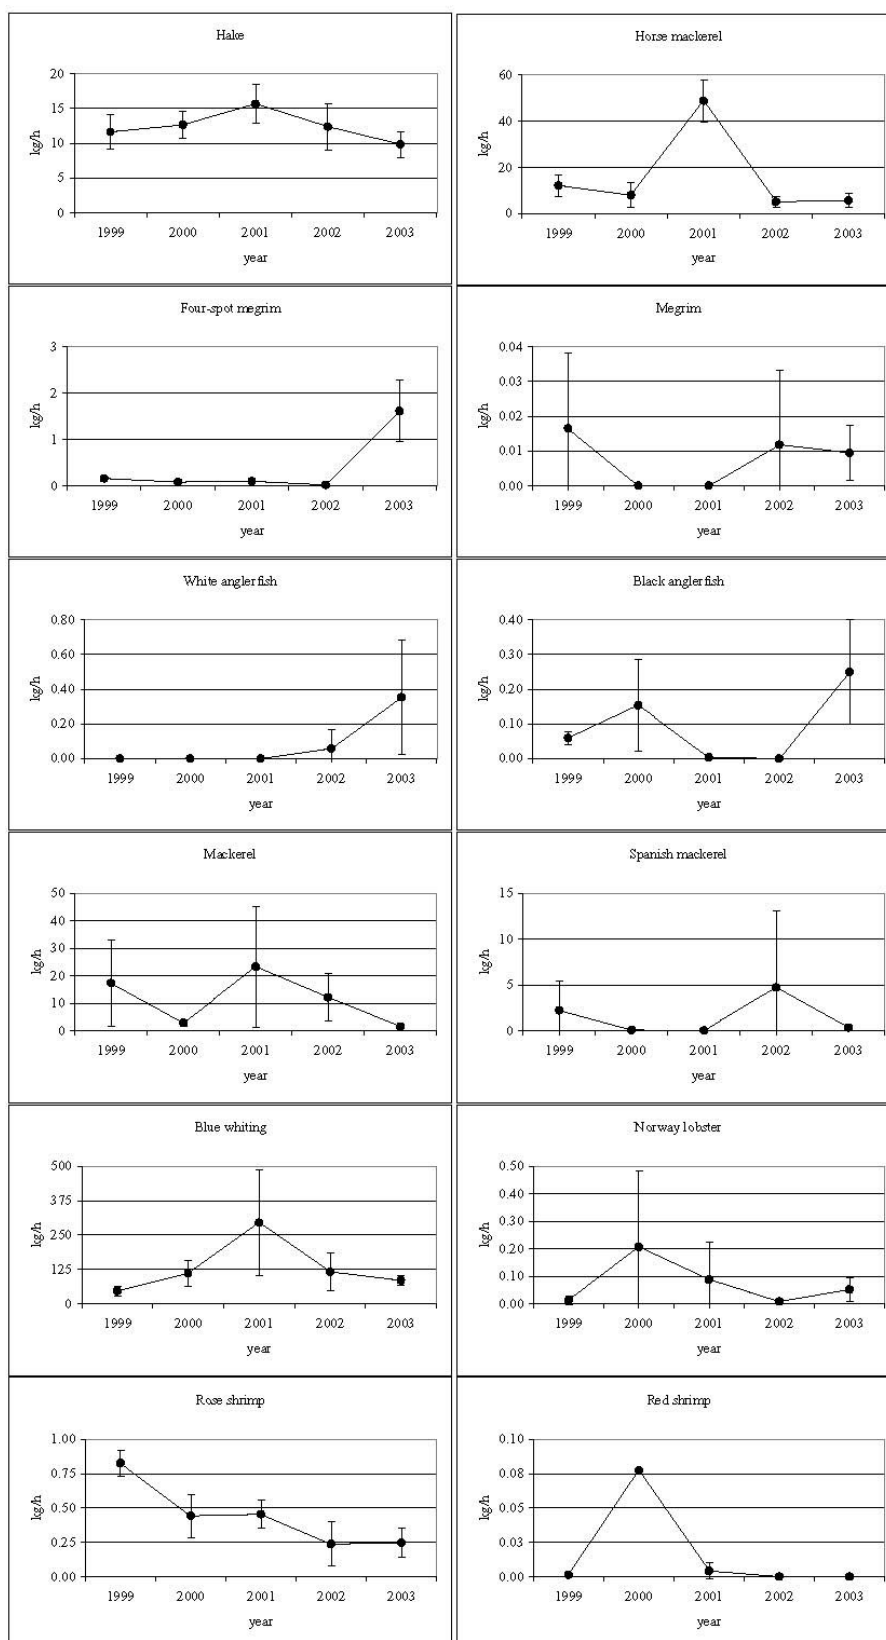 Hake
20
15
10
5
0
kg/h
1999 2000 2001 2002 2003
year
Horse mackerel
60
40
20
0
kg/h
1999 2000 2001 2002 2003
year
Four-spot megrim
3
2
1
0
kg/h
1999 2000 2001 2002 2003
year
Megrim
0.04
0.03
0.02
0.01
0.00
kg/h
1999 2000 2001 2002 2003
year
White anglerfish
0.80
0.60
0.40
0.20
0.00
kg/h
1999 2000 2001 2002 2003
year
Black anglerfish
0.40
0.30
0.20
0.10
0.00
kg/h
1999 2000 2001 2002 2003
year
Mackerel
50
40
30
20
10
0
kg/h
1999 2000 2001 2002 2003
year
Spanish mackerel
15
10
5
0
kg/h
1999 2000 2001 2002 2003
year
Blue whiting
500
375
250
125
0
kg/h
1999 2000 2001 2002 2003
year
Norway lobster
0.50
0.40
0.30
0.20
0.10
0.00
kg/h
1999 2000 2001 2002 2003
year
Rose shrimp
1.00
0.75
0.50
0.25
0.00
kg/h
1999 2000 2001 2002 2003
year
Red shrimp
0.10
0.08
0.05
0.03
0.00
kg/h
1999 2000 2001 2002 2003
year